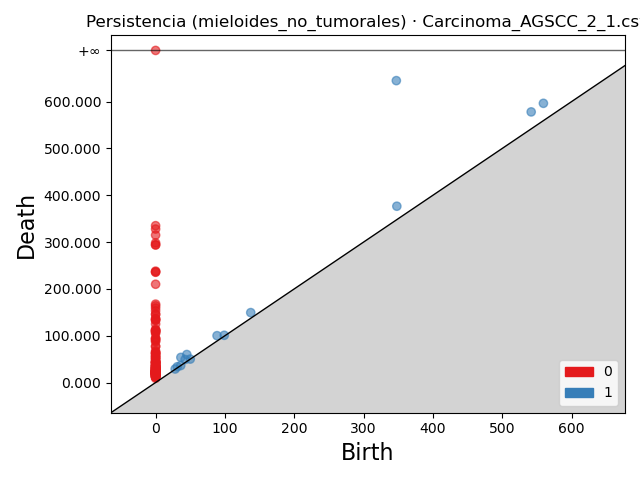 Persistencia (mieloides_no_tumorales) · Carcinoma_AGSCC_2_1.cs
+∞
600.000
500.000
400.000
300.000
200.000
100.000
0.000
Death
0
1
0 100 200 300 400 500 600
Birth